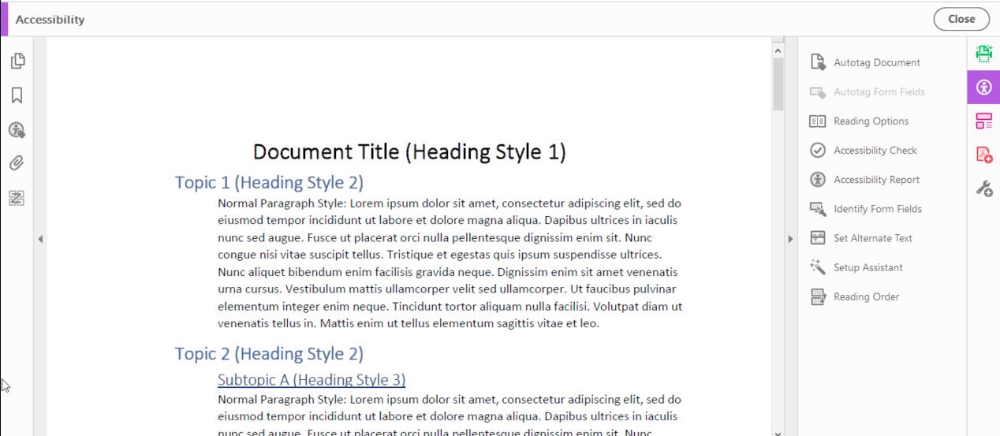 Accessibility
Close
Document Title (Heading Style 1)
Topic 1 (Heading Style 2)
Normal Paragraph Style: Lorem ipsum dolor sit amet, consectetur adipiscing elit, sed do
eiusmod tempor incididunt ut labore et dolore magna aliqua. Dapibus ultrices in iaculis
nunc sed augue. Fusce ut placerat orci nulla pellentesque dignissim enim sit. Nunc
congue nisi vitae suscipit tellus. Tristique et egestas quis ipsum suspendisse ultrices.
Nunc aliquet bibendum enim facilisis gravida neque. Dignissim enim sit amet venenatis
urna cursus. Vestibulum mattis ullamcorper velit sed ullamcorper. Ut faucibus pulvinar
elementum integer enim neque. Tincidunt tortor aliquam nulla facilisi. Volutpat diam ut
venenatis tellus in. Mattis enim ut tellus elementum sagittis vitae et leo.
Topic 2 (Heading Style 2)
Subtopic A (Heading Style 3)
Normal Paragraph Style: Lorem ipsum dolor sit amet, consectetur adipiscing elit, sed do
eiusmod tempor incididunt ut labore et dolore magna aliqua. Dapibus ultrices in iaculis
nunc sed augue. Fusce ut placerat orci nulla pellentesque dignissim enim sit. Nunc
Autotag Document
Autotag Form Fields
Reading Options
Accessibility Check
Accessibility Report
Identify Form Fields
Set Alternate Text
Setup Assistant
Reading Order